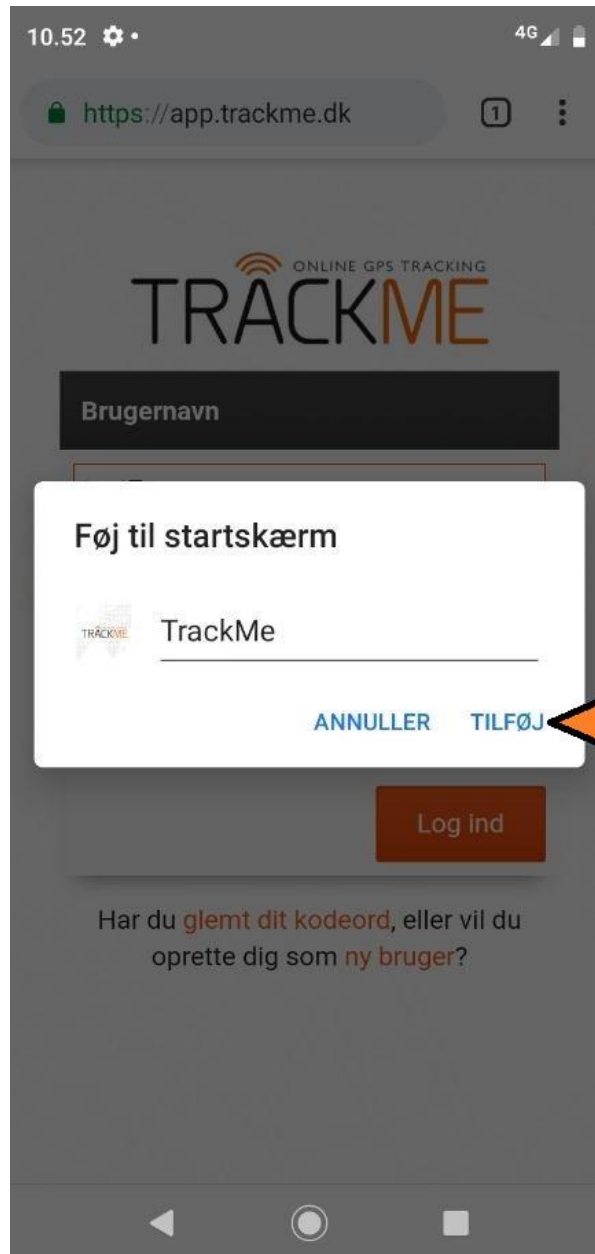 10.52
4G
https://app.trackme.dk
1
ONLINE GPS TRACKING
TRACKME
Brugernavn
Føj til startskærm
TRACKME
TrackMe
ANNULLER TILFØJ
Log ind
Har du glemt dit kodeord, eller vil du
oprette dig som ny bruger?